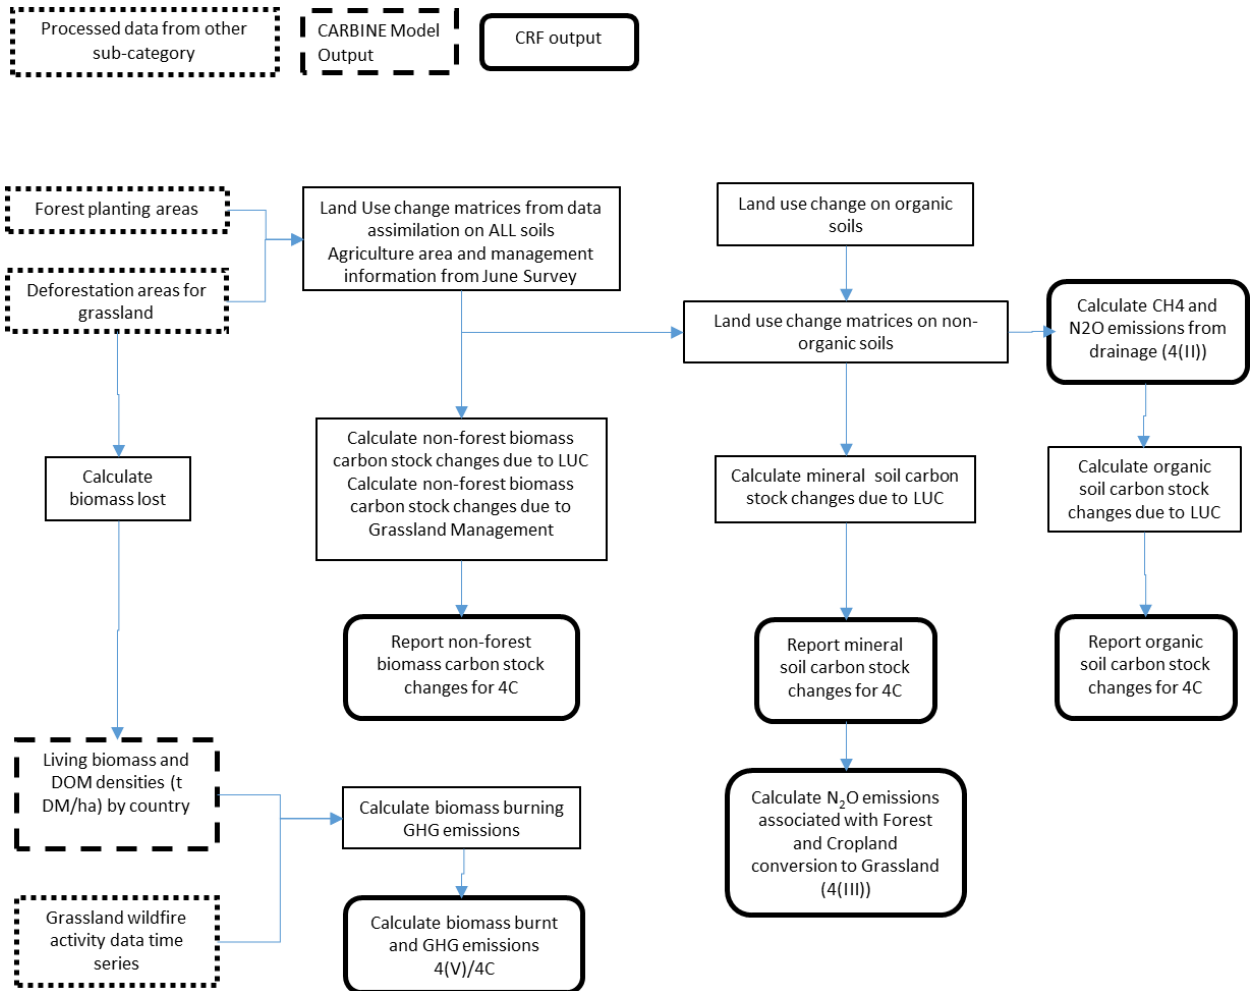 Processed data from other
sub-category
CARBINE Model
Output
CRF output
Forest planting areas
Deforestation areas for
grassland
Land Use change matrices from data
assimilation on ALL soils
Agriculture area and management
information from June Survey
Land use change on organic
soils
Land use change matrices on non-
organic soils
Calculate CH4 and
N2O emissions from
drainage (4(II))
Calculate
biomass lost
Calculate non-forest biomass
carbon stock changes due to LUC
Calculate non-forest biomass
carbon stock changes due to
Grassland Management
Calculate mineral soil carbon
stock changes due to LUC
Calculate organic
soil carbon stock
changes due to LUC
Report non-forest
biomass carbon stock
changes for 4C
Report mineral
soil carbon stock
changes for 4C
Report organic
soil carbon stock
changes for 4C
Living biomass and
DOM densities (t
DM/ha) by country
Calculate biomass burning
GHG emissions
Calculate N₂O emissions
associated with Forest
and Cropland
conversion to Grassland
(4(III))
Grassland wildfire
activity data time
series
Calculate biomass burnt
and GHG emissions
4(V)/4C